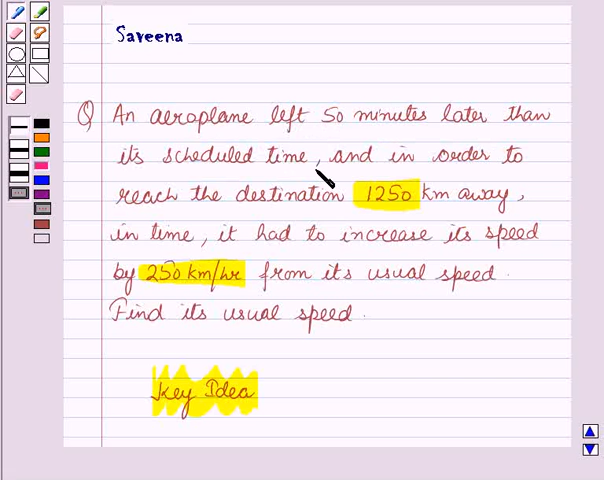 Saveena
Q An aeroplane left 50 minutes later than
its scheduled time, and in order to
reach the destination 1250 km away,
in time, it had to increase its speed
by 250 km/hr from its usual speed.
Find its usual speed.
Key Idea